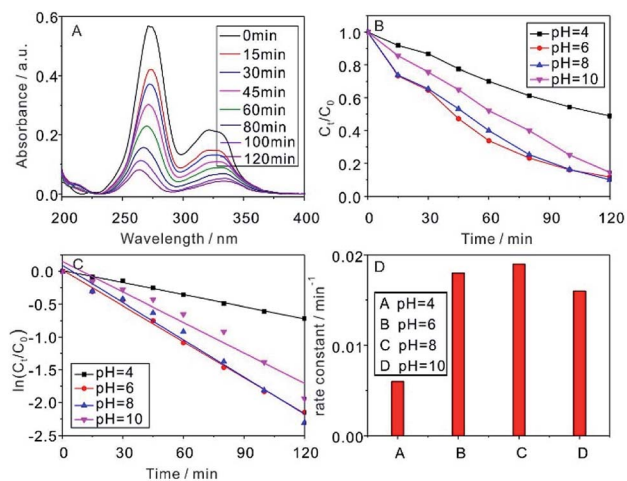 A
0min
15min
30min
45min
60min
80min
100min
120min
Absorbance / a.u.
0.6
0.4
0.2
0.0
200 250 300 350 400
Wavelength / nm
B
pH=4
pH=6
pH=8
pH=10
Ct/C0
1.0
0.8
0.6
0.4
0.2
0.0
0 30 60 90 120
Time / min
C
pH=4
pH=6
pH=8
pH=10
ln(Ct/C0)
0.0
-0.5
-1.0
-1.5
-2.0
-2.5
0 30 60 90 120
Time / min
D
A pH=4
B pH=6
C pH=8
D pH=10
rate constant / min-1
0.02
0.01
0.00
A B C D